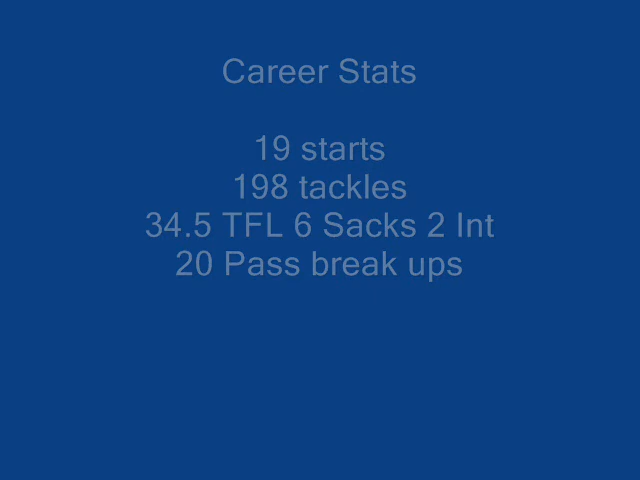 Career Stats
19 starts
198 tackles
34.5 TFL 6 Sacks 2 Int
20 Pass break ups